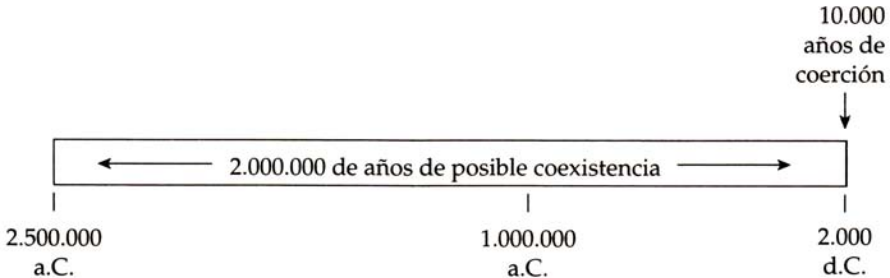 10.000
años de
coerción
2.000.000 de años de posible coexistencia
2.500.000
a.C.
1.000.000
a.C.
2.000
d.C.